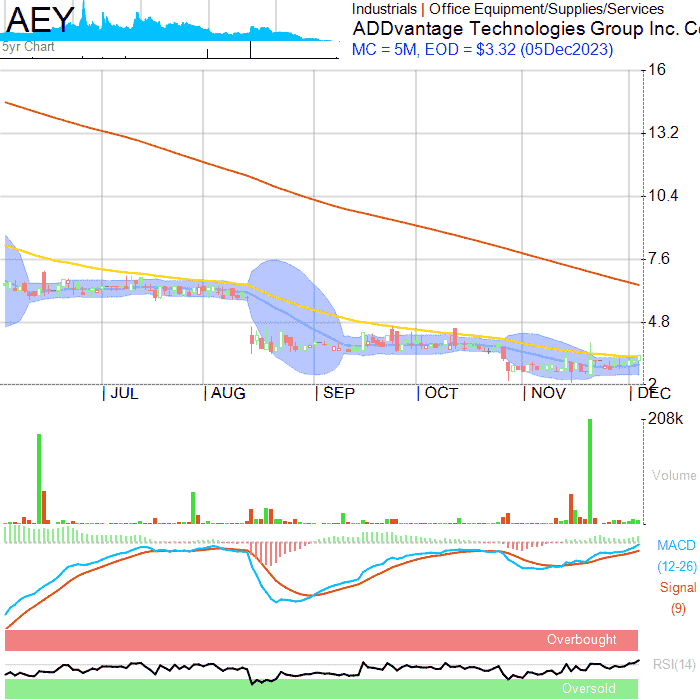 AEY
5yr Chart
Industrials | Office Equipment/Supplies/Services
ADDvantage Technologies Group Inc. Co
MC = 5M, EOD = $3.32 (05Dec2023)
16
13.2
10.4
7.6
4.8
2
JUL AUG SEP OCT NOV DEC
208k
Volume
MACD
(12-26)
Signal
(9)
Overbought
RSI(14)
Oversold